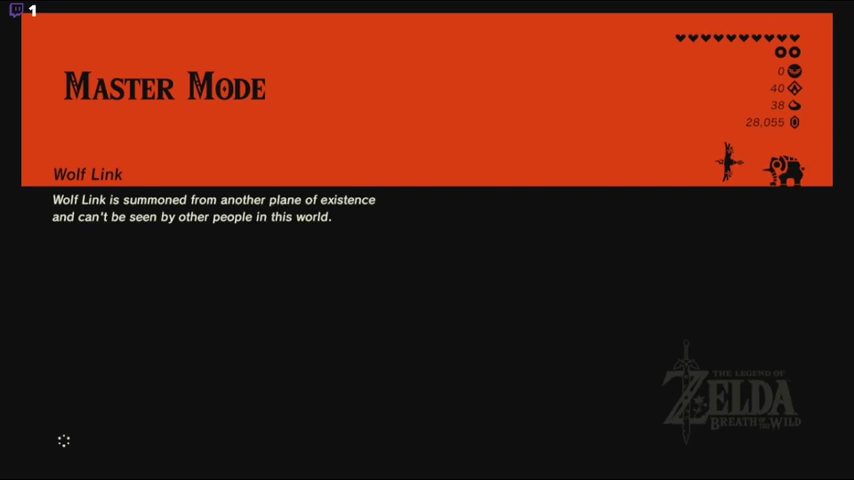 1
MASTER MODE
0
40
38
28,055
Wolf Link
Wolf Link is summoned from another plane of existence
and can't be seen by other people in this world.
THE LEGEND OF
ZELDA
BREATH OF THE WILD